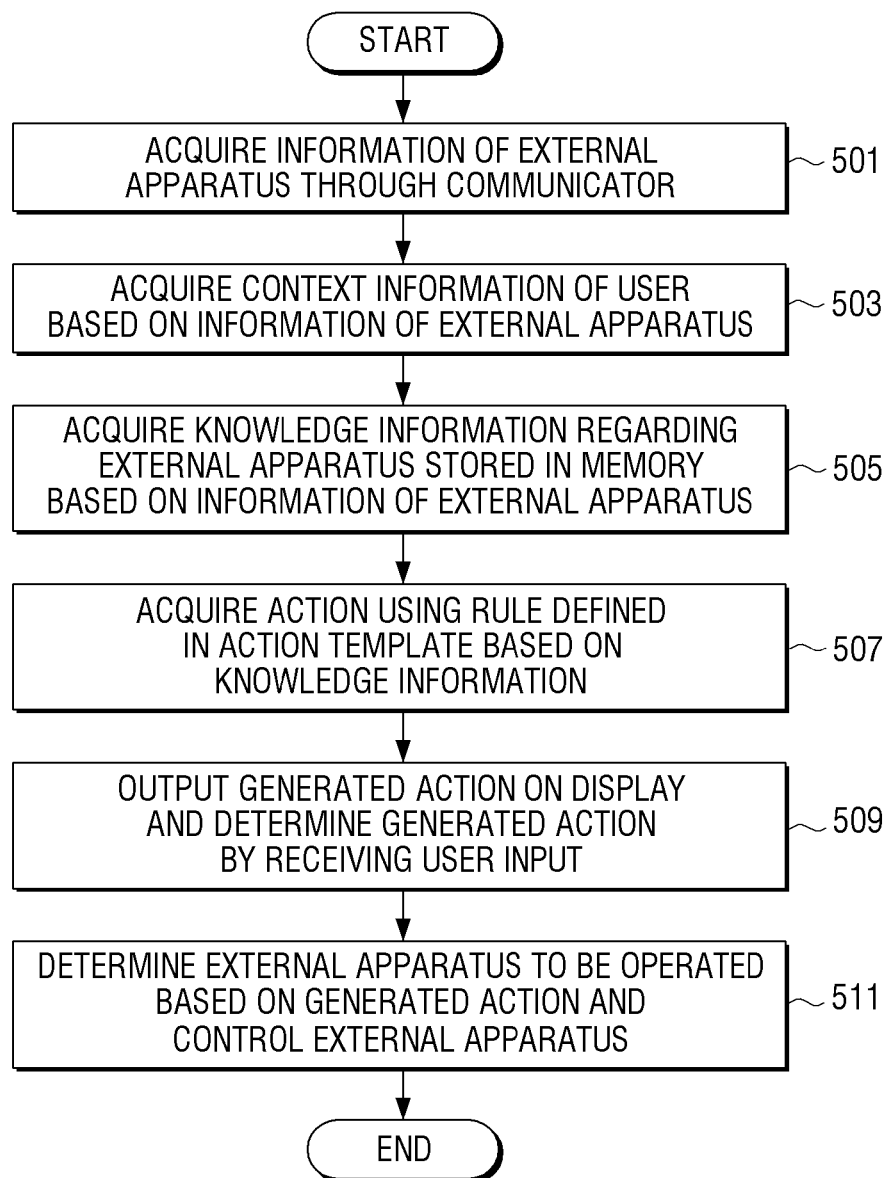 START
ACQUIRE INFORMATION OF EXTERNAL
APPARATUS THROUGH COMMUNICATOR
501
ACQUIRE CONTEXT INFORMATION OF USER
BASED ON INFORMATION OF EXTERNAL APPARATUS
503
ACQUIRE KNOWLEDGE INFORMATION REGARDING
EXTERNAL APPARATUS STORED IN MEMORY
BASED ON INFORMATION OF EXTERNAL APPARATUS
505
ACQUIRE ACTION USING RULE DEFINED
IN ACTION TEMPLATE BASED ON
KNOWLEDGE INFORMATION
507
OUTPUT GENERATED ACTION ON DISPLAY
AND DETERMINE GENERATED ACTION
BY RECEIVING USER INPUT
509
DETERMINE EXTERNAL APPARATUS TO BE OPERATED
BASED ON GENERATED ACTION AND
CONTROL EXTERNAL APPARATUS
511
END